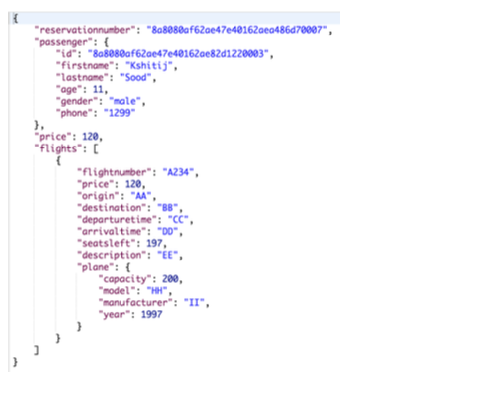 {
    "reservationnumber": "8a8080af62ae47e40162aea486d70007",
    "passenger": {
        "id": "8a8080af62ae47e40162ae82d1220003",
        "firstname": "Kshitij",
        "lastname": "Sood",
        "age": 11,
        "gender": "male",
        "phone": "1299"
    },
    "price": 120,
    "flights": [
        {
            "flightnumber": "A234",
            "price": 120,
            "origin": "AA",
            "destination": "BB",
            "departuretime": "CC",
            "arrivaltime": "DD",
            "seatsleft": 197,
            "description": "EE",
            "plane": {
                "capacity": 200,
                "model": "HH",
                "manufacturer": "II",
                "year": 1997
            }
        }
    ]
}